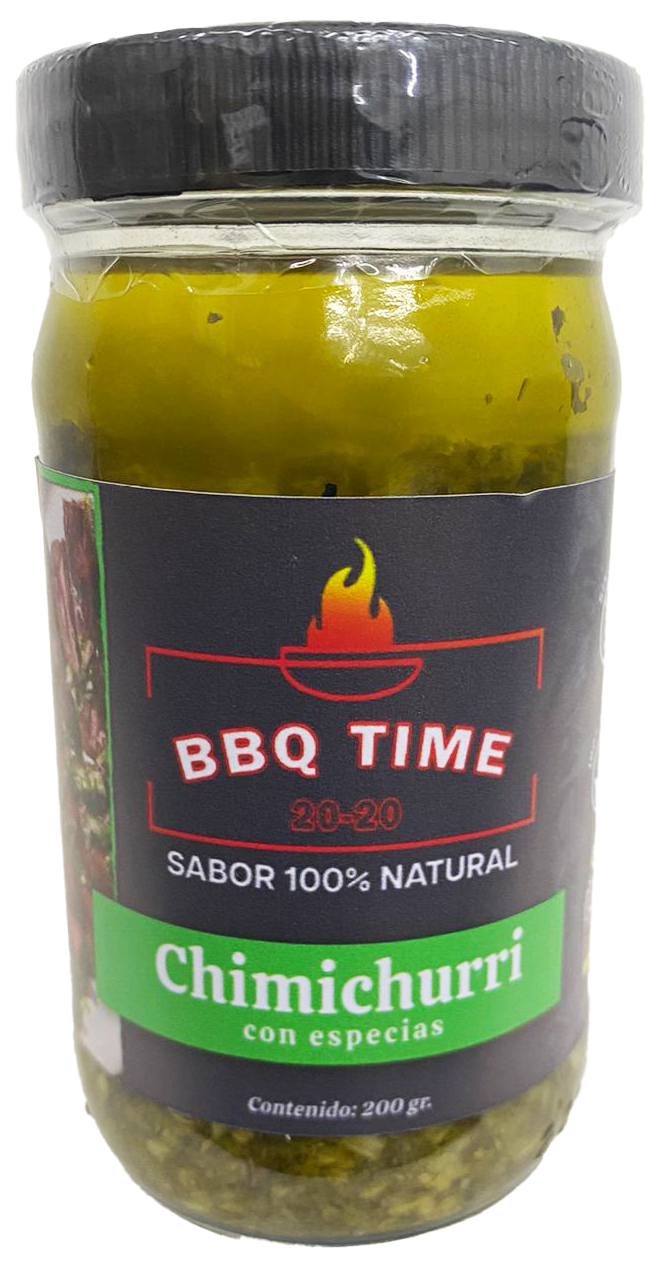 BBQ TIME
20-20
SABOR 100% NATURAL
Chimichurri
con especias
Contenido: 200 gr.